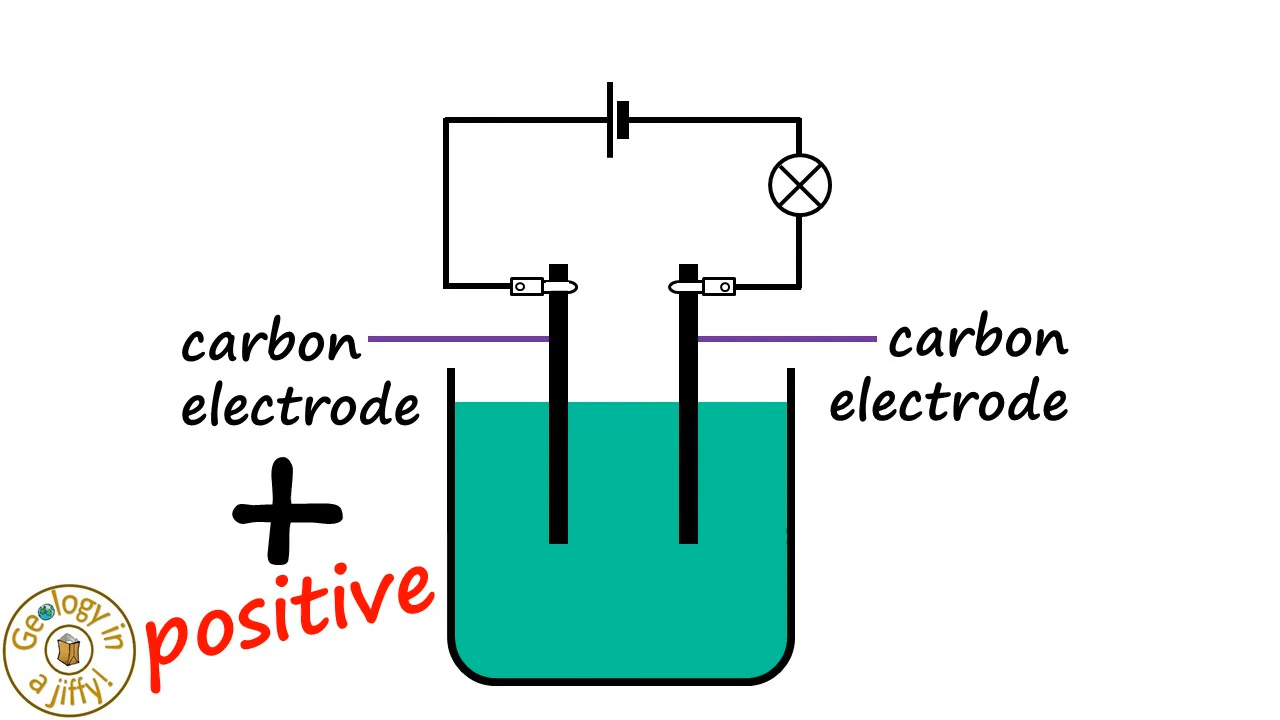 carbon
electrode
carbon
electrode
+
positive
Geology in
a jiffy!